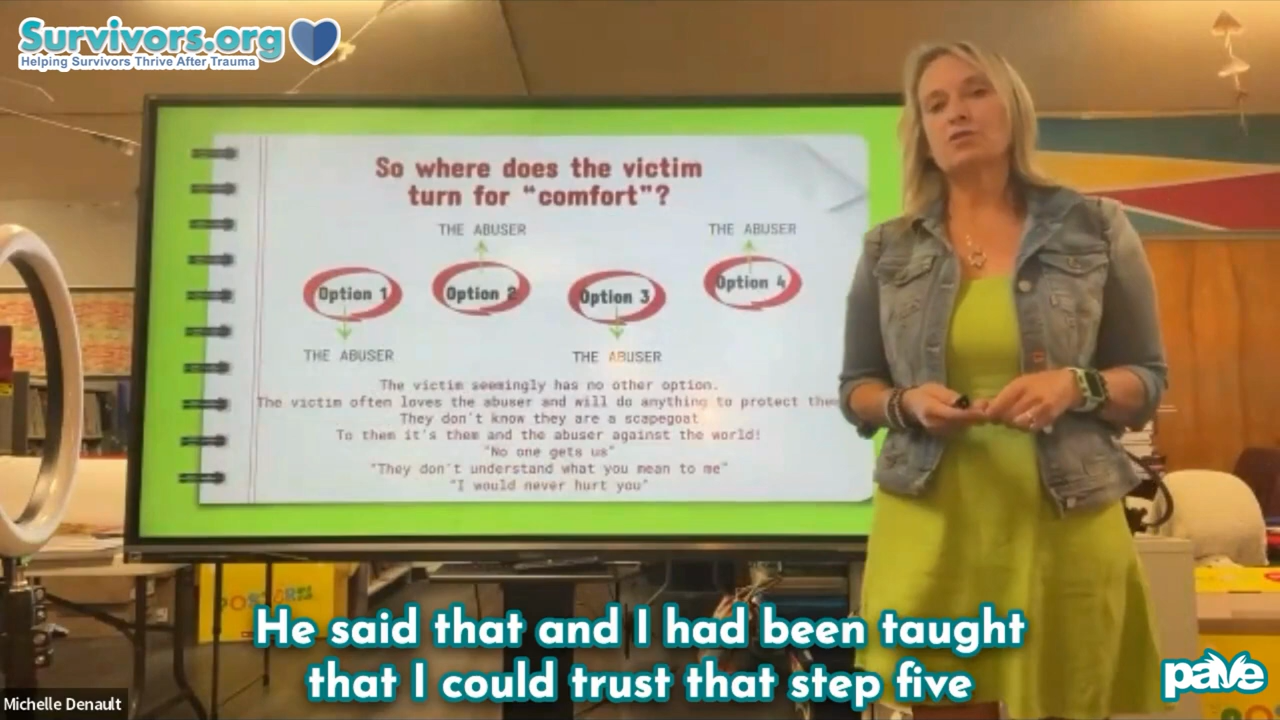 Survivors.org
Helping Survivors Thrive After Trauma
So where does the victim
turn for “comfort”?
THE ABUSER
THE ABUSER
Option 1
Option 2
Option 3
Option 4
THE ABUSER
THE ABUSER
The victim seemingly has no other option.
The victim often loves the abuser and will do anything to protect them
They don't know they are a scapegoat
To them it's them and the abuser against the world!
"No one gets us"
"They don't understand what you mean to me"
"I would never hurt you"
He said that and I had been taught
that I could trust that step five
pave
Michelle Denault